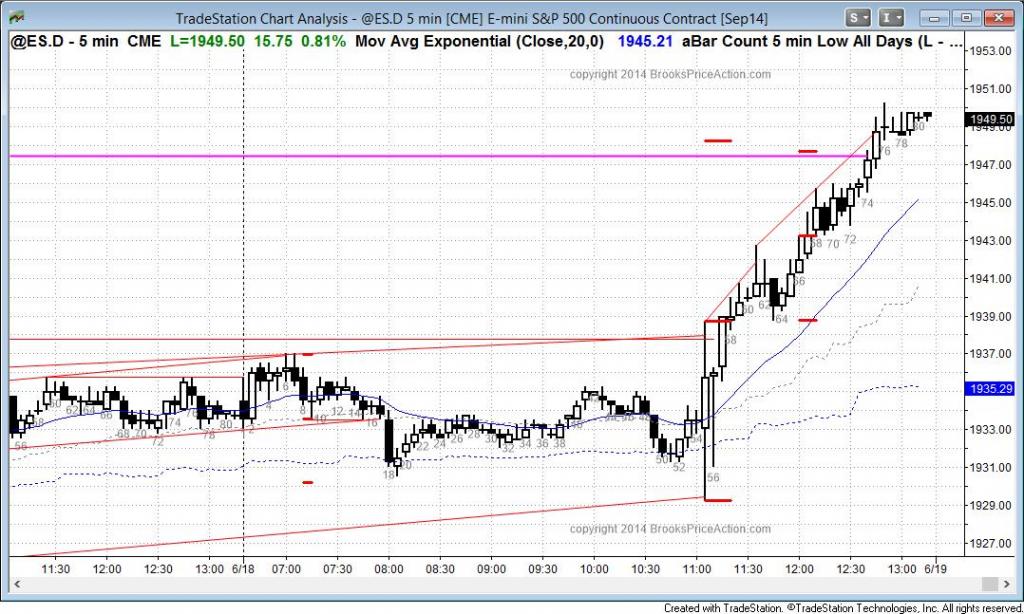 TradeStation Chart Analysis - @ES.D 5 min [CME] E-mini S&P 500 Continuous Contract [Sep14]
S I
@ES.D - 5 min CME L=1949.50 15.75 0.81% Mov Avg Exponential (Close,20,0) 1945.21 aBar Count 5 min Low All Days (L - ...
copyright 2014 BrooksPriceAction.com
1953.00
1951.00
1949.50
1949.00
1947.00
1945.00
1943.00
1941.00
1939.00
1937.00
1935.29
1933.00
1931.00
1929.00
1927.00
76 78 80
74
68 70 72
66
60 62 64
58
56 62 64 66 68 70 72 74 78 80
2 4 6 8 10 12 14 16
18 20 22 24 26 28 30 32 34 36 38
50 52 54 56
copyright 2014 BrooksPriceAction.com
11:30 12:00 12:30 13:00 6/18 07:00 07:30 08:00 08:30 09:00 09:30 10:00 10:30 11:00 11:30 12:00 12:30 13:00 6/19
Created with TradeStation. ©TradeStation Technologies, Inc. All rights reserved.